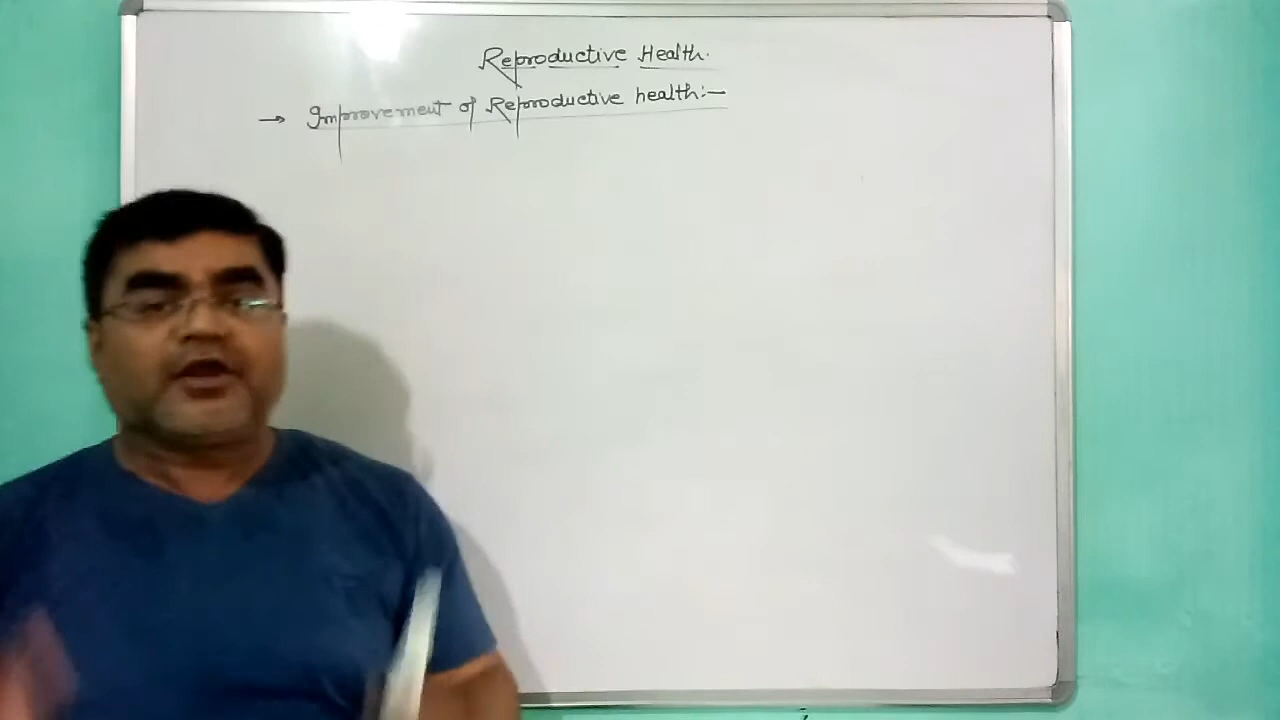 Reproductive Health.
→ Improvement of Reproductive health:-